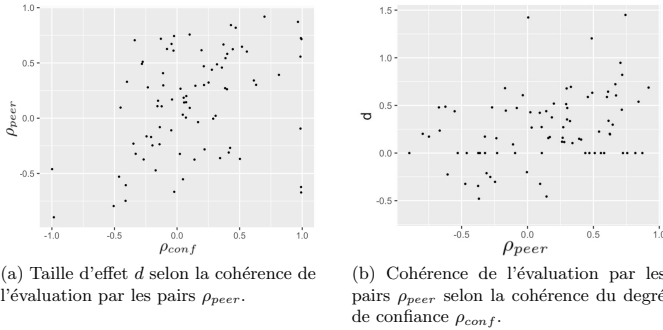 1.0
0.5
0.0
-0.5
ρpeer
-1.0 -0.5 0.0 0.5 1.0
ρconf
(a) Taille d'effet d selon la cohérence de
l'évaluation par les pairs ρpeer.
1.5
1.0
0.5
0.0
-0.5
d
-0.5 0.0 0.5 1.0
ρpeer
(b) Cohérence de l'évaluation par les
pairs ρpeer selon la cohérence du degré
de confiance ρconf.